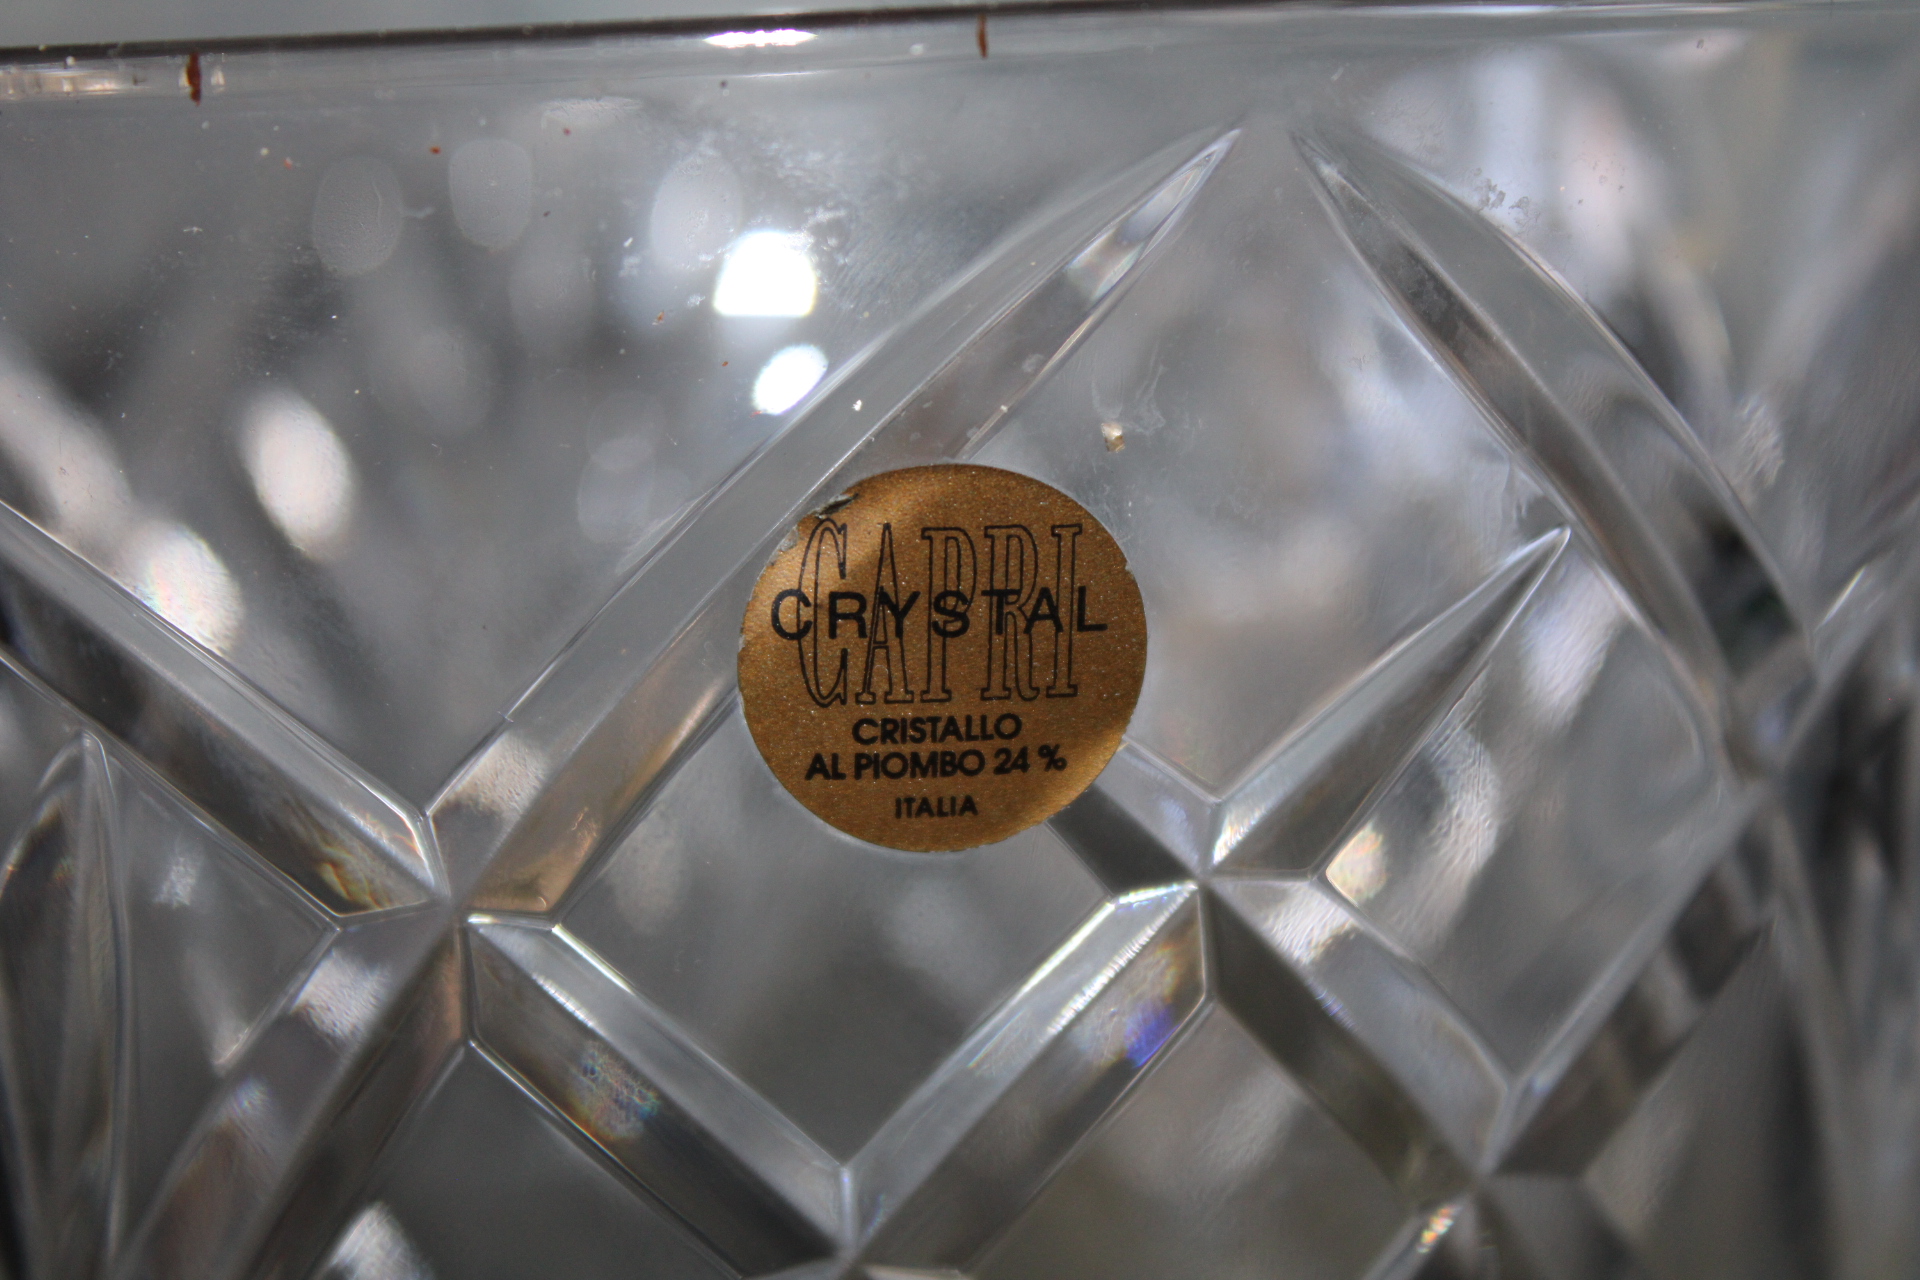 CAPRI
CRYSTAL
CRISTALLO
AL PIOMBO 24 %
ITALIA